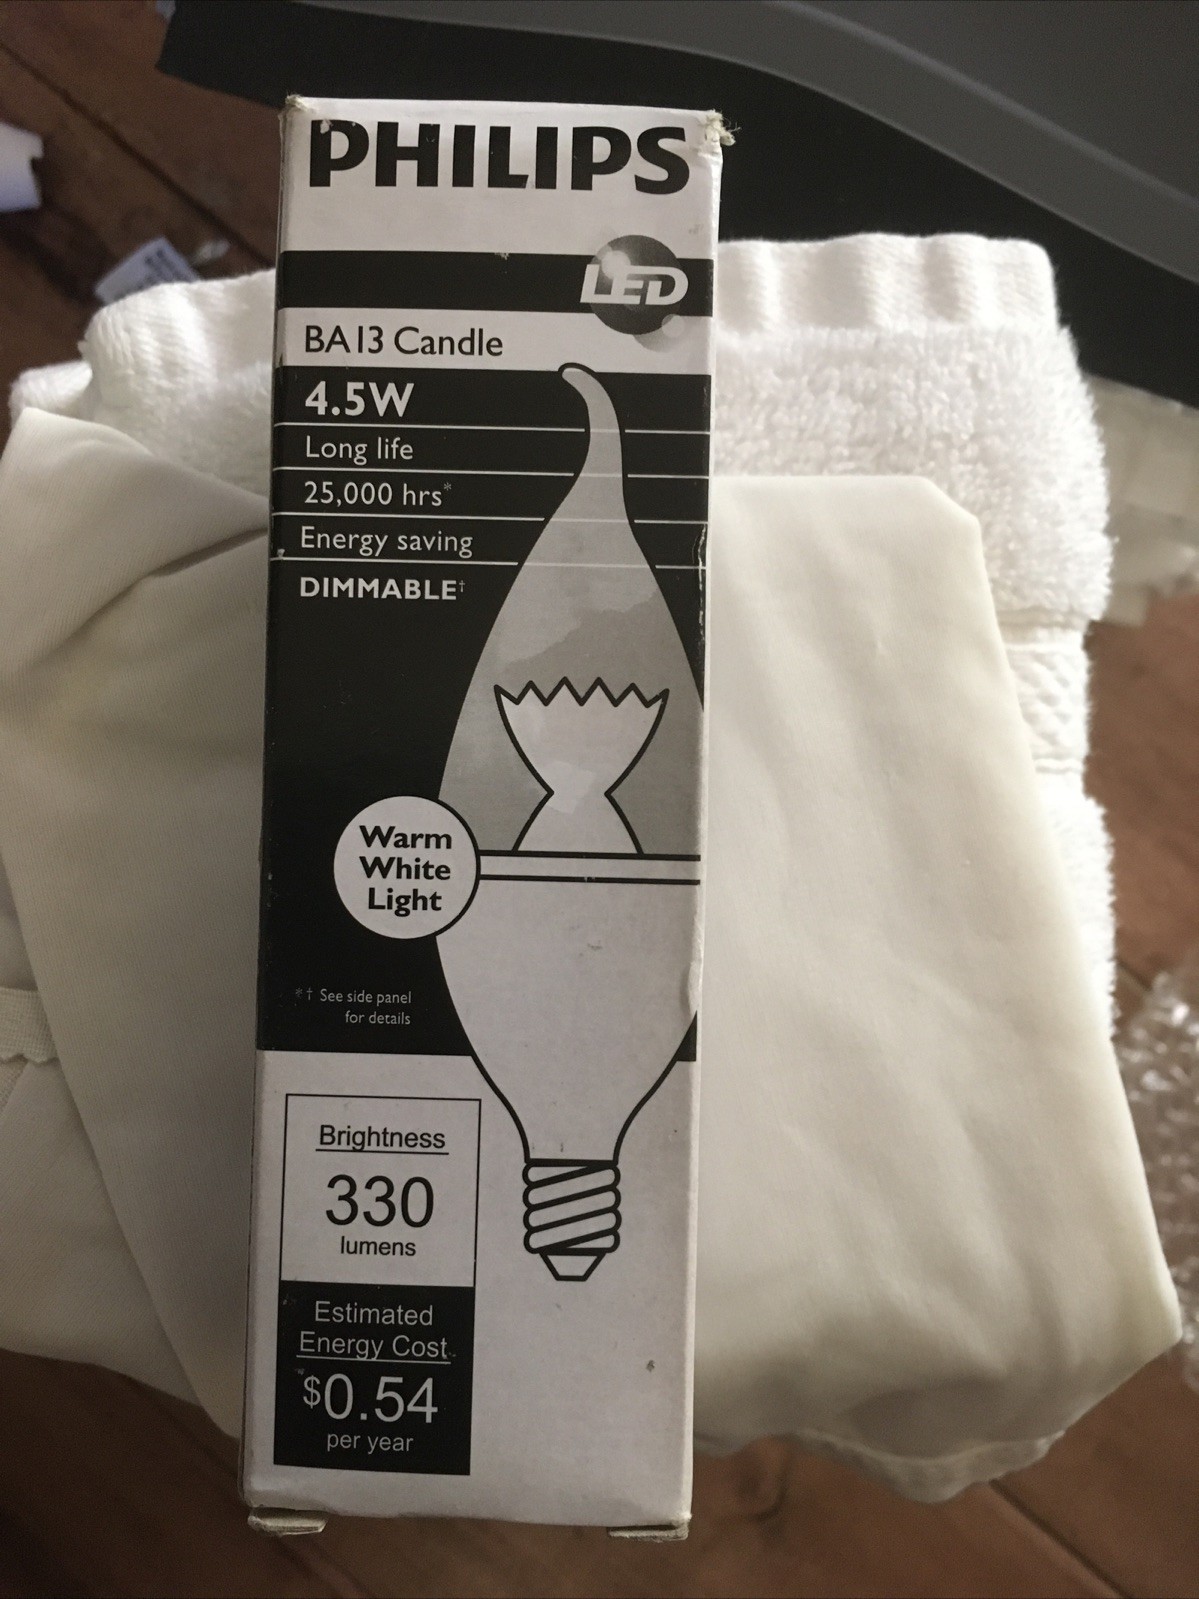 PHILIPS
LED
BA13 Candle
4.5W
Long life
25,000 hrs*
Energy saving
DIMMABLE†
Warm
White
Light
*† See side panel
for details
Brightness
330
lumens
Estimated
Energy Cost
$0.54
per year